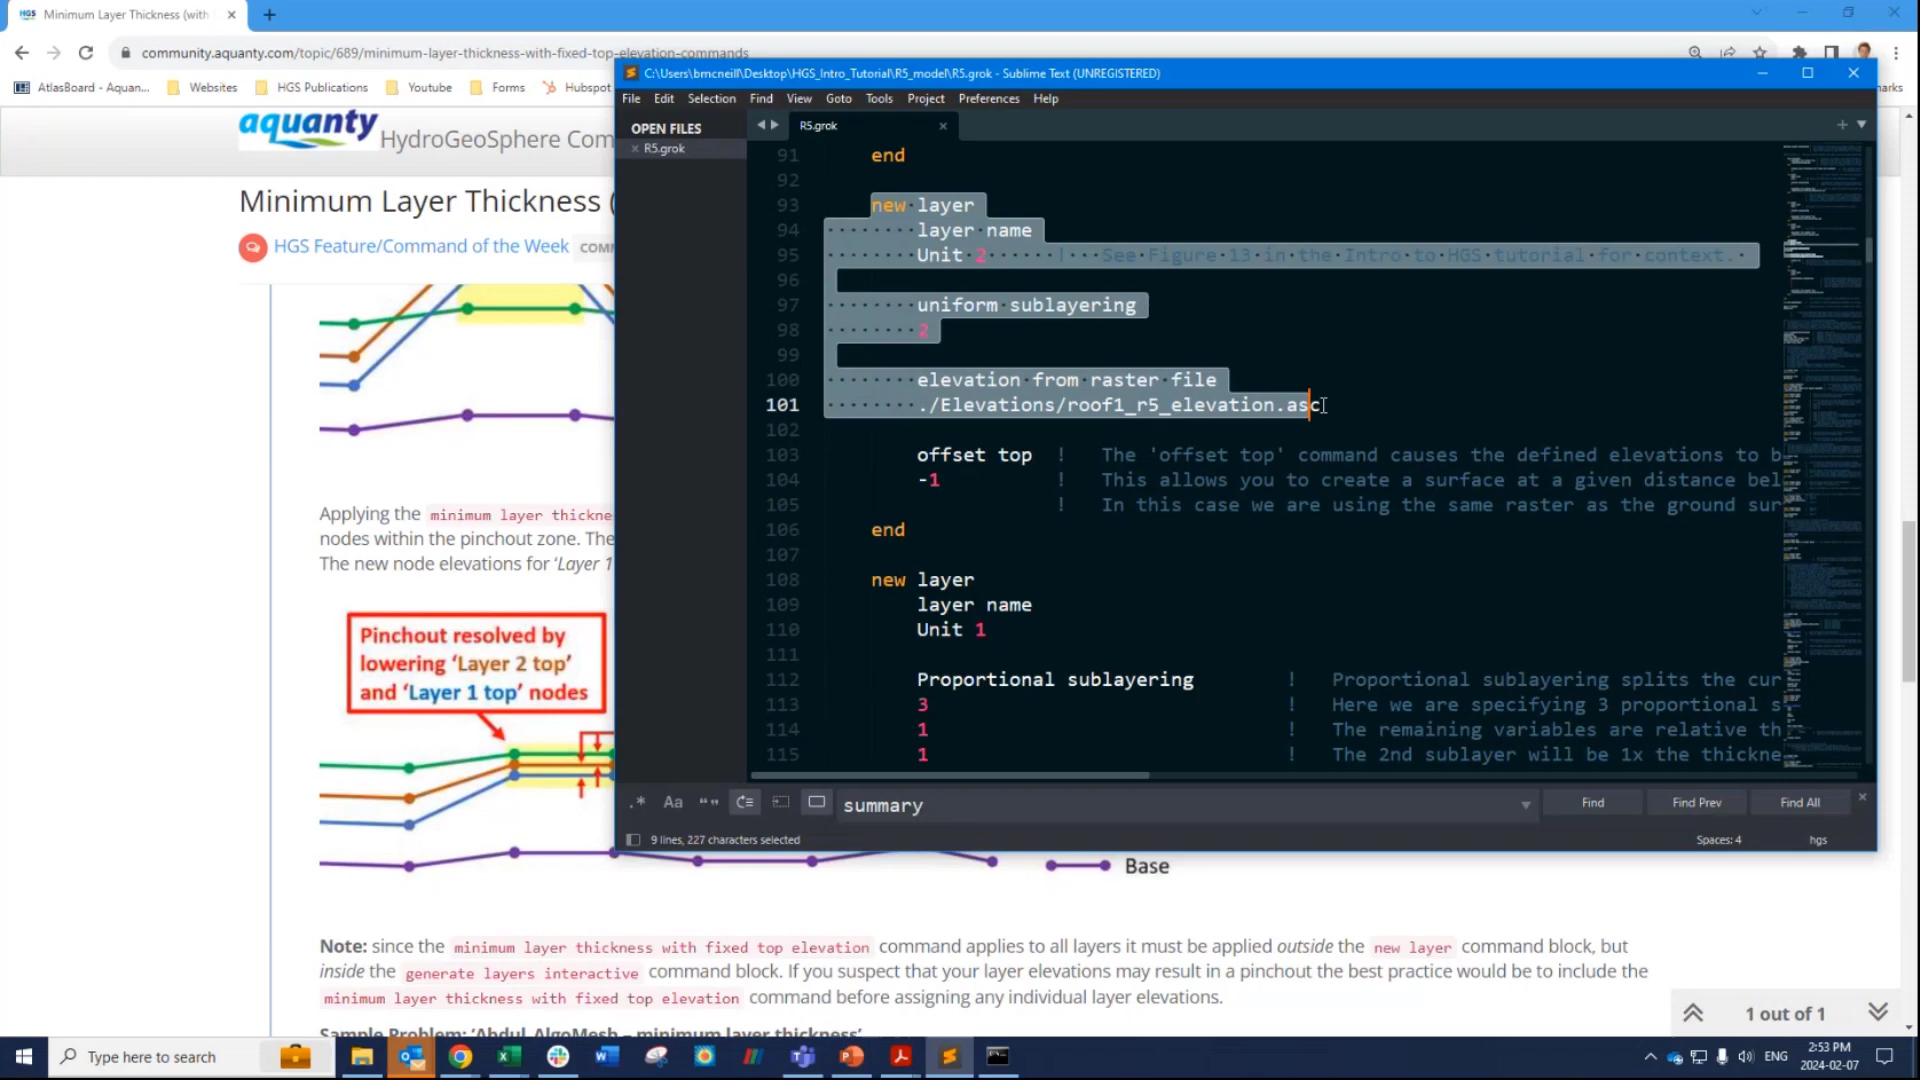 Minimum Layer Thickness (with
community.aquanty.com/topic/689/minimum-layer-thickness-with-fixed-top-elevation-commands
AtlasBoard - Aquan...
Websites
HGS Publications
Youtube
Forms
Hubspot
arks
aquanty HydroGeoSphere Com
Minimum Layer Thickness (
HGS Feature/Command of the Week
COM
Applying the minimum layer thickne
nodes within the pinchout zone. The
The new node elevations for 'Layer 1
Pinchout resolved by
lowering 'Layer 2 top'
and 'Layer 1 top' nodes
Base
Note: since the minimum layer thickness with fixed top elevation command applies to all layers it must be applied outside the new layer command block, but
inside the generate layers interactive command block. If you suspect that your layer elevations may result in a pinchout the best practice would be to include the
minimum layer thickness with fixed top elevation command before assigning any individual layer elevations.
Sample Problem: 'Abdul_AlgoMesh – minimum layer thickness'
1 out of 1
C:\Users\bmcneill\Desktop\HGS_Intro_Tutorial\R5_model\R5.grok - Sublime Text (UNREGISTERED)
File Edit Selection Find View Goto Tools Project Preferences Help
OPEN FILES
R5.grok
R5.grok
91 end
92
93 new layer
94 layer name
95 Unit 2 ! See Figure 13 in the Intro to HGS tutorial for context.
96
97 uniform sublayering
98 2
99
100 elevation from raster file
101 ./Elevations/roof1_r5_elevation.asc
102
103 offset top ! The 'offset top' command causes the defined elevations to b
104 -1 ! This allows you to create a surface at a given distance bel
105 ! In this case we are using the same raster as the ground sur
106 end
107
108 new layer
109 layer name
110 Unit 1
111
112 Proportional sublayering ! Proportional sublayering splits the cur
113 3 ! Here we are specifying 3 proportional s
114 1 ! The remaining variables are relative th
115 1 ! The 2nd sublayer will be 1x the thickne
.* Aa “” summary Find Find Prev Find All
9 lines, 227 characters selected
Spaces: 4
hgs
Type here to search
ENG
2:53 PM
2024-02-07